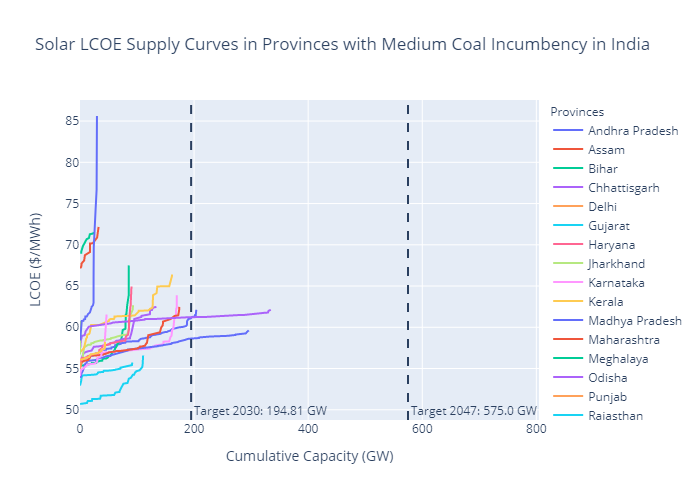 Solar LCOE Supply Curves in Provinces with Medium Coal Incumbency in India
Provinces
Andhra Pradesh
Assam
Bihar
Chhattisgarh
Delhi
Gujarat
Haryana
Jharkhand
Karnataka
Kerala
Madhya Pradesh
Maharashtra
Meghalaya
Odisha
Punjab
Rajasthan
LCOE ($/MWh)
85
80
75
70
65
60
55
50
Target 2030: 194.81 GW
Target 2047: 575.0 GW
0
200
400
600
800
Cumulative Capacity (GW)